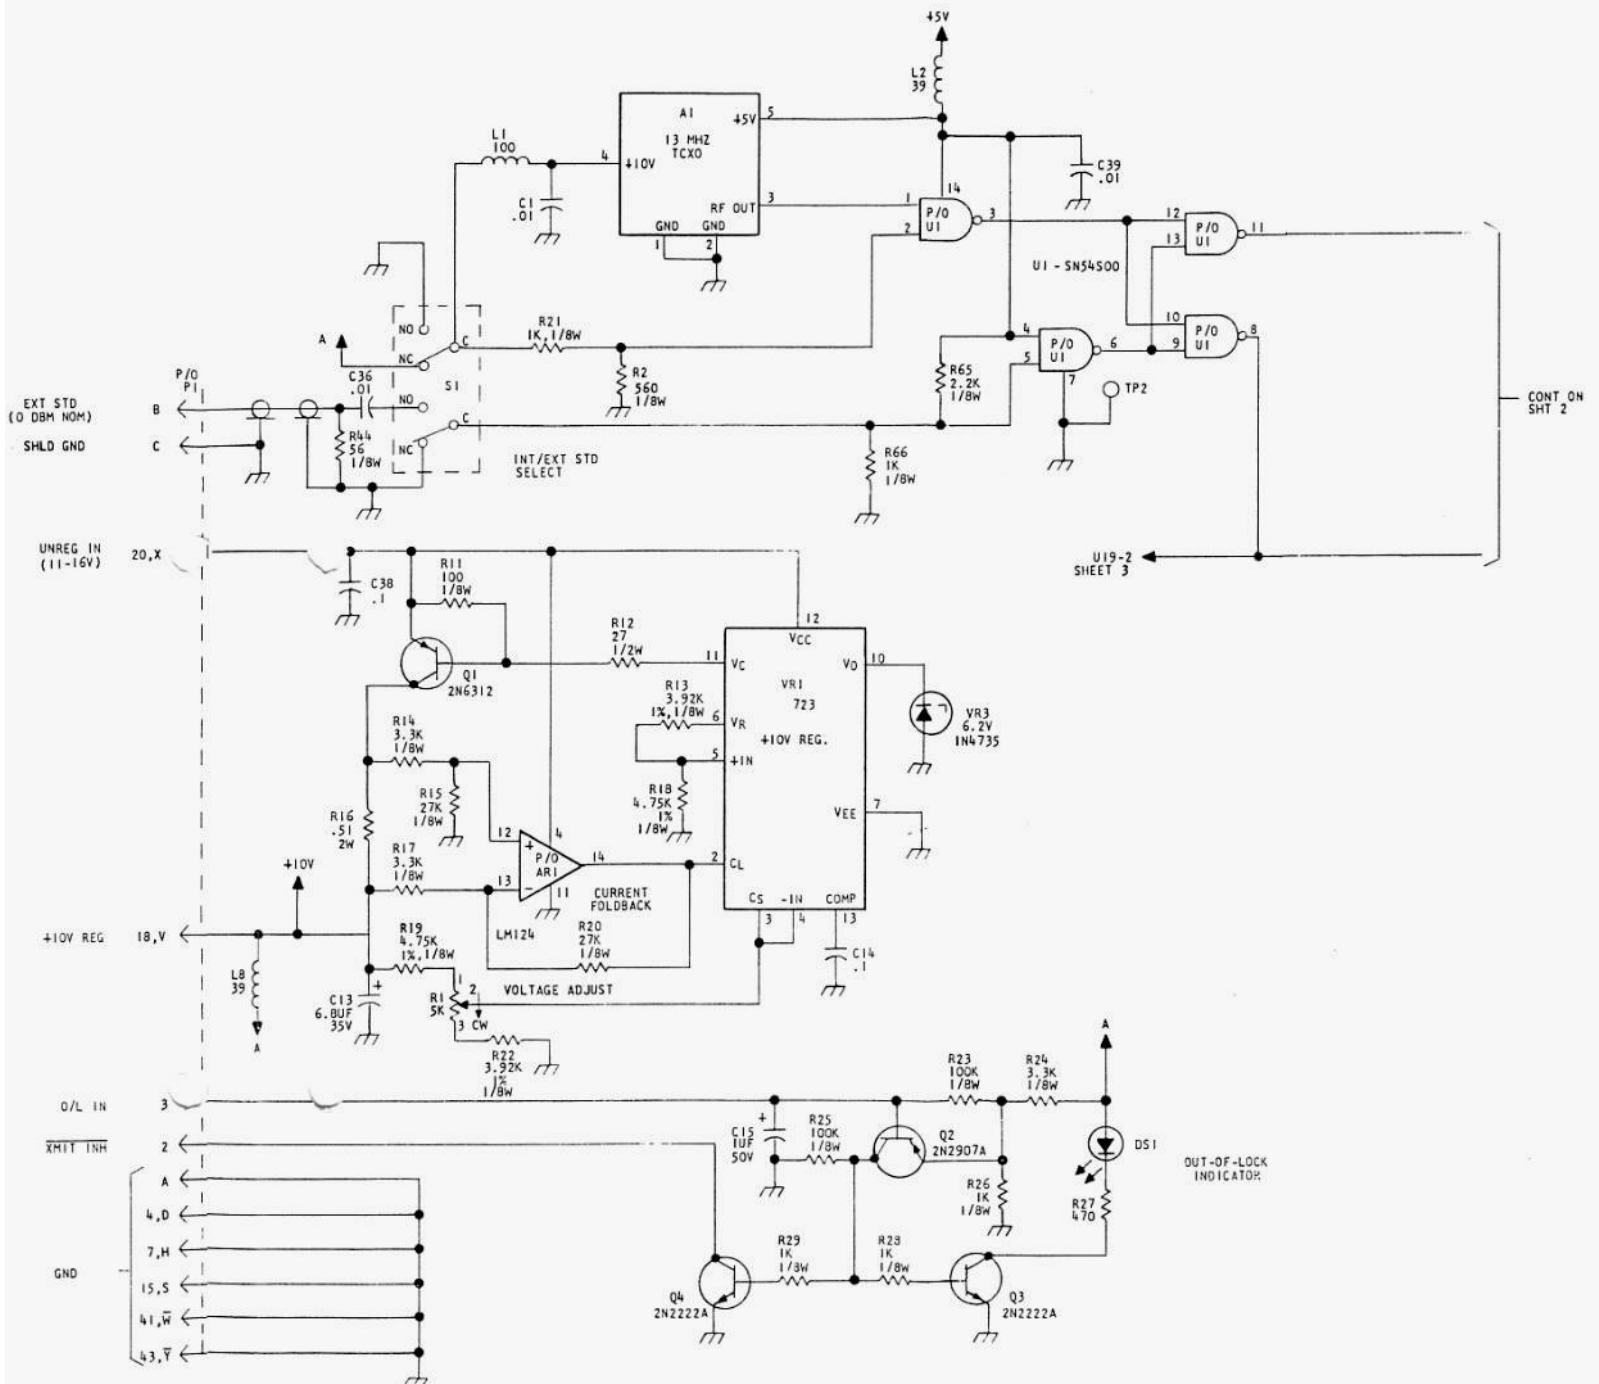 +5V
L2
39
A1
13 MHZ
TCXO
+5V
5
L1
100
4
+10V
C1
.01
RF OUT
3
GND
GND
1
2
14
1
2
P/O
U1
3
C39
.01
12
13
P/O
U1
11
U1 - SN54S00
10
9
P/O
U1
8
4
5
P/O
U1
6
7
TP2
R65
2.2K
1/8W
R66
1K
1/8W
R21
1K,1/8W
R2
560
1/8W
NO
C
NC
S1
NO
C
NC
A
C36
.01
R44
56
1/8W
INT/EXT STD
SELECT
P/O
P1
EXT STD
(0 DBM NOM)
B
SHLD GND
C
CONT ON
SHT 2
U19-2
SHEET 3
UNREG IN
(11-16V)
20,X
C38
.1
R11
100
1/8W
Q1
2N6312
R12
27
1/2W
11
VC
12
VCC
VO
10
VR1
723
+10V REG.
R13
3.92K
1%,1/8W
6
VR
5
+IN
R18
4.75K
1%
1/8W
VEE
7
VR3
6.2V
1N4735
R14
3.3K
1/8W
R15
27K
1/8W
R16
.51
2W
R17
3.3K
1/8W
12
+
4
P/O
AR1
14
13
-
11
LM124
CURRENT
FOLDBACK
2
CL
CS
-IN
COMP
3
4
13
C14
.1
R20
27K
1/8W
+10V
+10V REG
18,V
L8
39
A
R19
4.75K
1%,1/8W
C13
6.8UF
35V
+
1
2
R1
5K
3 CW
VOLTAGE ADJUST
R22
3.92K
1%
1/8W
O/L IN
3
XMIT INH
2
A
4,D
7,H
GND
15,S
41,W̅
43,Y̅
+
C15
1UF
50V
R25
100K
1/8W
R23
100K
1/8W
R24
3.3K
1/8W
A
Q2
2N2907A
DS1
OUT-OF-LOCK
INDICATOR
R26
1K
1/8W
R27
470
R29
1K
1/8W
R28
1K
1/8W
Q4
2N2222A
Q3
2N2222A